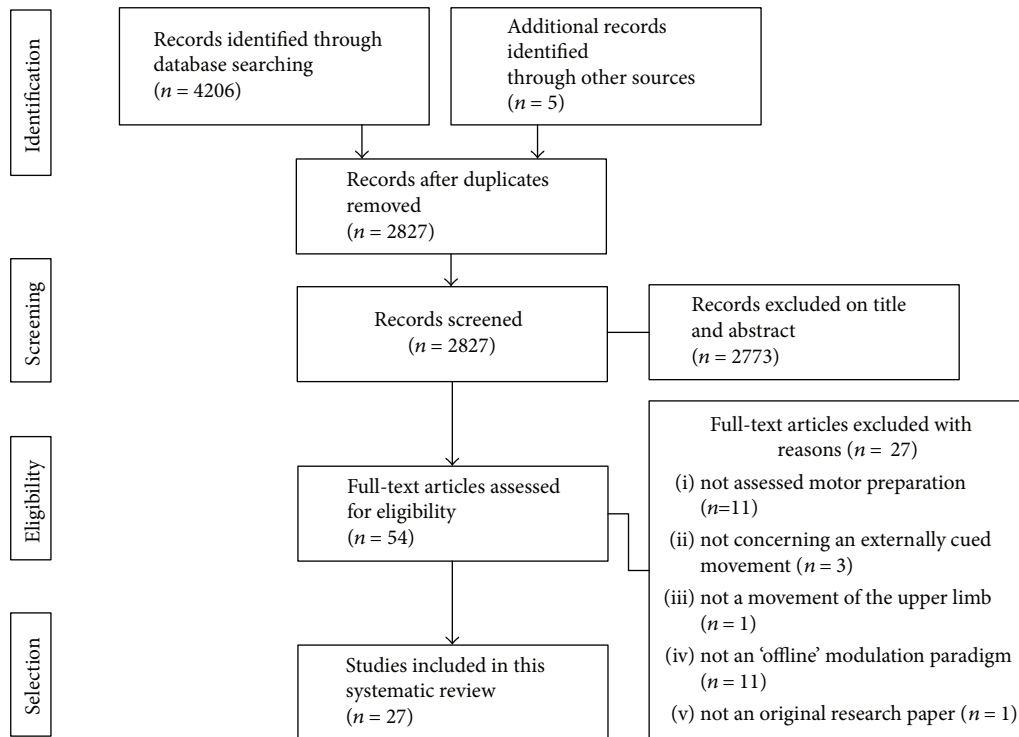 Identification
Records identified through
database searching
(n = 4206)
Additional records
identified
through other sources
(n = 5)
Records after duplicates
removed
(n = 2827)
Screening
Records screened
(n = 2827)
Records excluded on title
and abstract
(n = 2773)
Eligibility
Full-text articles assessed
for eligibility
(n = 54)
Full-text articles excluded with
reasons (n = 27)
(i) not assessed motor preparation
(n=11)
(ii) not concerning an externally cued
movement (n = 3)
(iii) not a movement of the upper limb
(n = 1)
(iv) not an ‘offline’ modulation paradigm
(n = 11)
(v) not an original research paper (n = 1)
Selection
Studies included in this
systematic review
(n = 27)